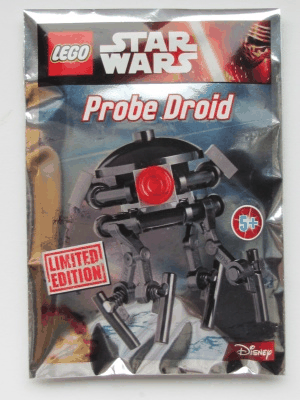 LEGO
STAR
WARS
Probe Droid
5+
LIMITED
EDITION
DISNEY